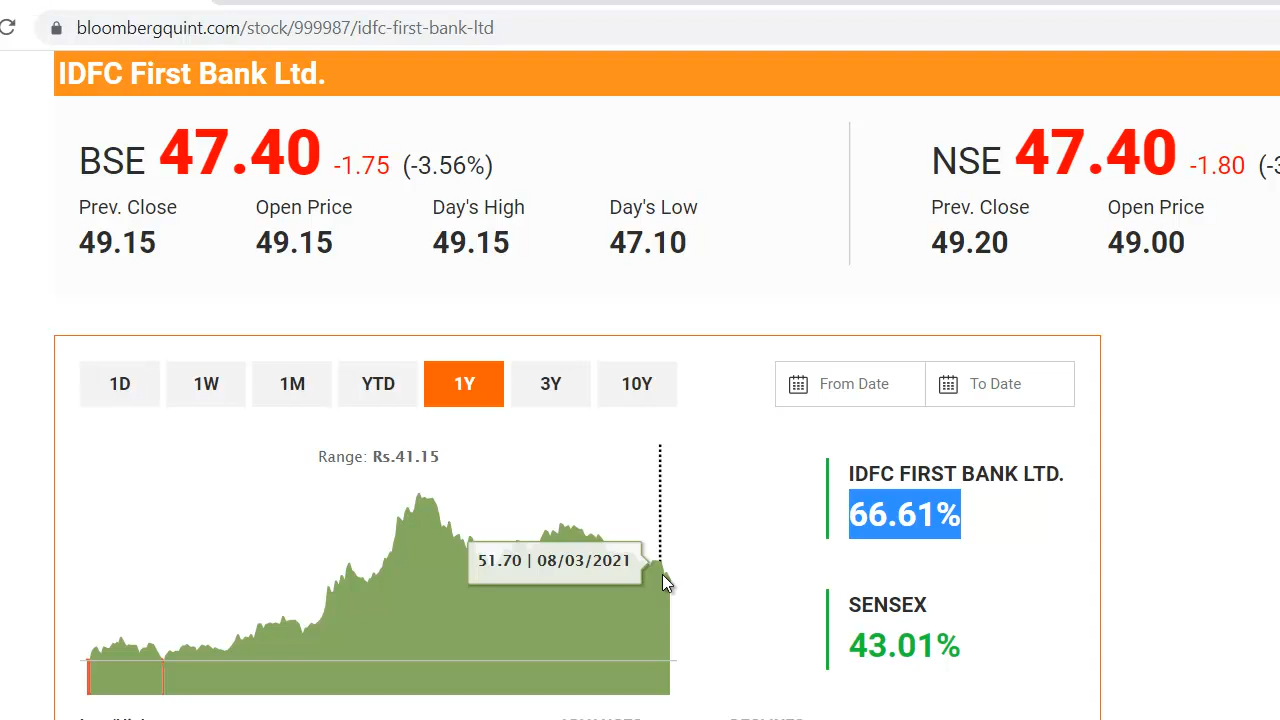 bloombergquint.com/stock/999987/idfc-first-bank-ltd
IDFC First Bank Ltd.
BSE 47.40 -1.75 (-3.56%)
Prev. Close Open Price Day's High Day's Low
49.15 49.15 49.15 47.10
NSE 47.40 -1.80
Prev. Close Open Price
49.20 49.00
1D 1W 1M YTD 1Y 3Y 10Y
From Date To Date
Range: Rs.41.15
51.70 | 08/03/2021
IDFC FIRST BANK LTD.
66.61%
SENSEX
43.01%